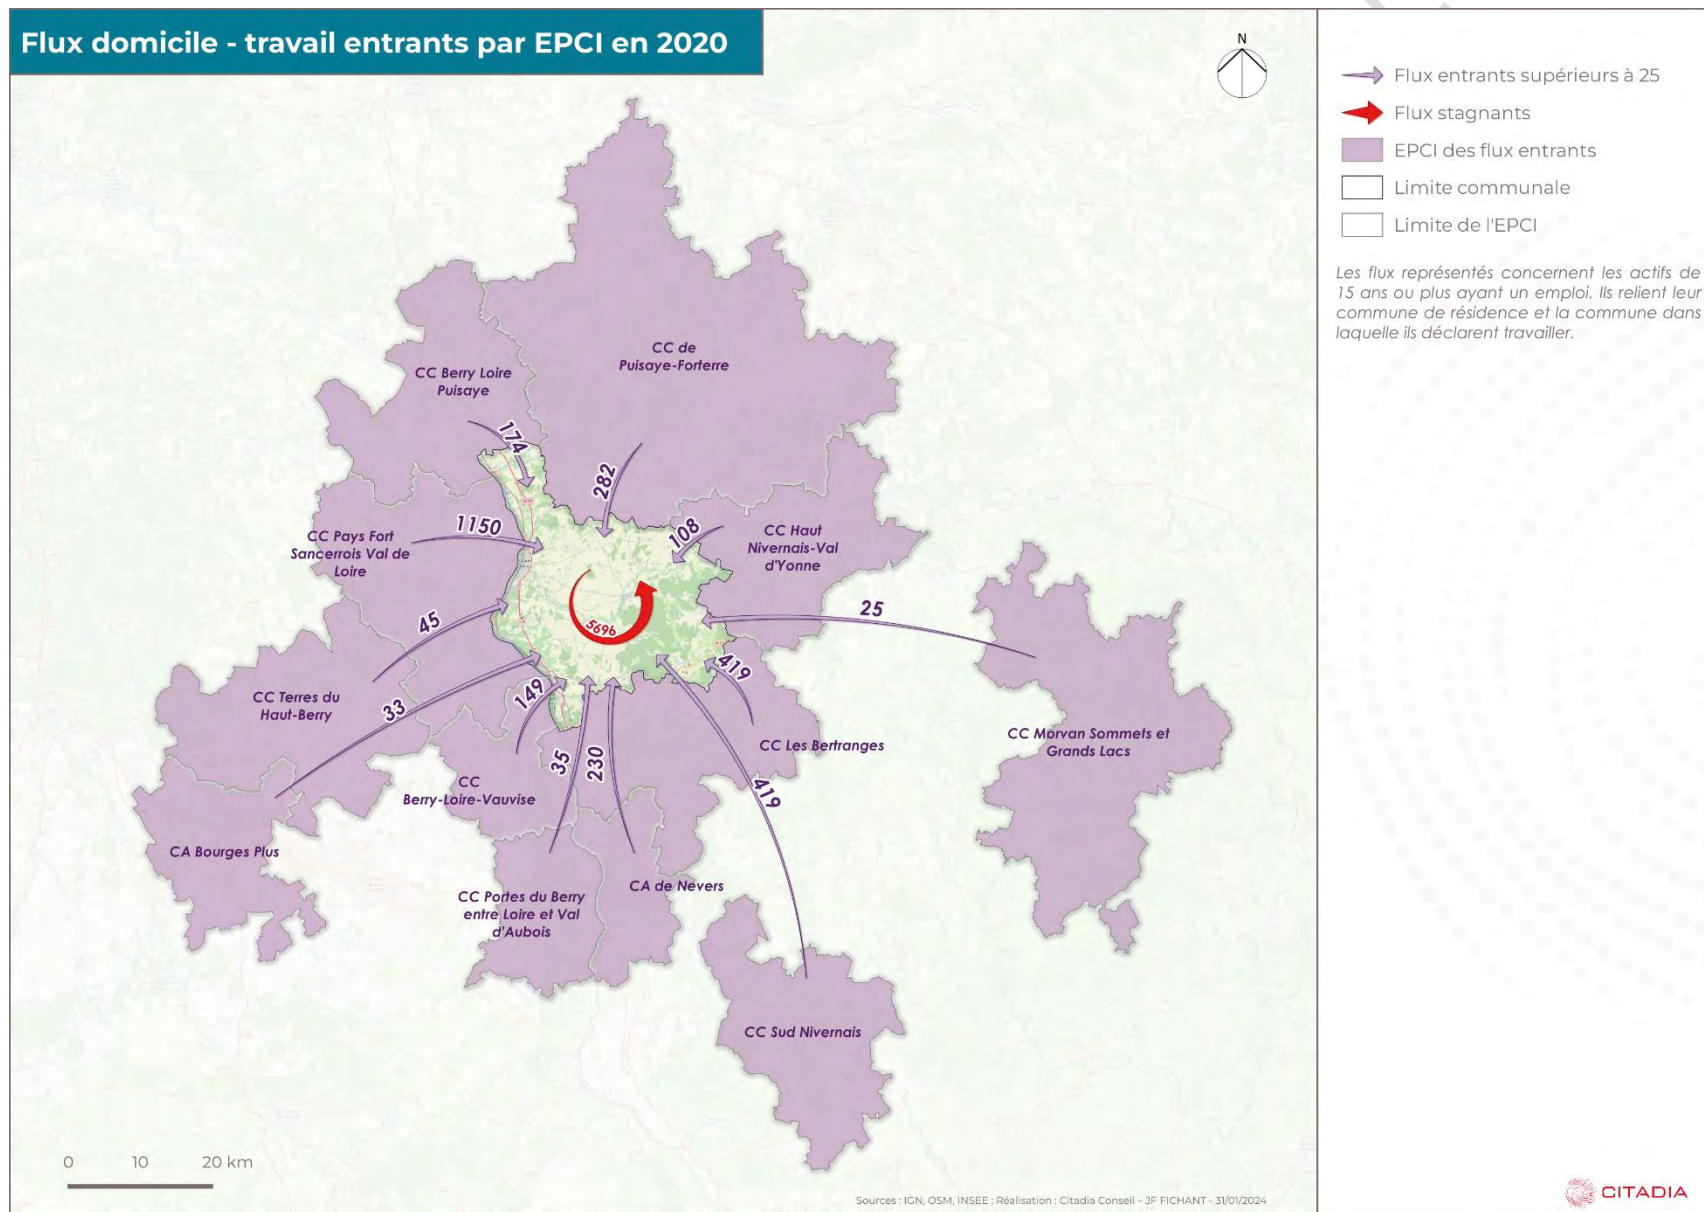 Flux domicile - travail entrants par EPCI en 2020
N
Flux entrants supérieurs à 25
Flux stagnants
EPCI des flux entrants
Limite communale
Limite de l'EPCI
Les flux représentés concernent les actifs de
15 ans ou plus ayant un emploi. Ils relient leur
commune de résidence et la commune dans
laquelle ils déclarent travailler.
CC de
Puisaye-Forterre
CC Berry Loire
Puisaye
174
282
1150
108
CC Pays Fort
Sancerrois Val de
Loire
CC Haut
Nivernais-Val
d'Yonne
25
45
5696
419
149
33
CC Terres du
Haut-Berry
CC Morvan Sommets et
Grands Lacs
CC Les Bertranges
35
230
419
CC
Berry-Loire-Vauvise
CA Bourges Plus
CC Portes du Berry
entre Loire et Val
d'Aubois
CA de Nevers
CC Sud Nivernais
0 10 20 km
Sources : IGN, OSM, INSEE ; Réalisation : Citadia Conseil – JF FICHANT - 31/01/2024
CITADIA